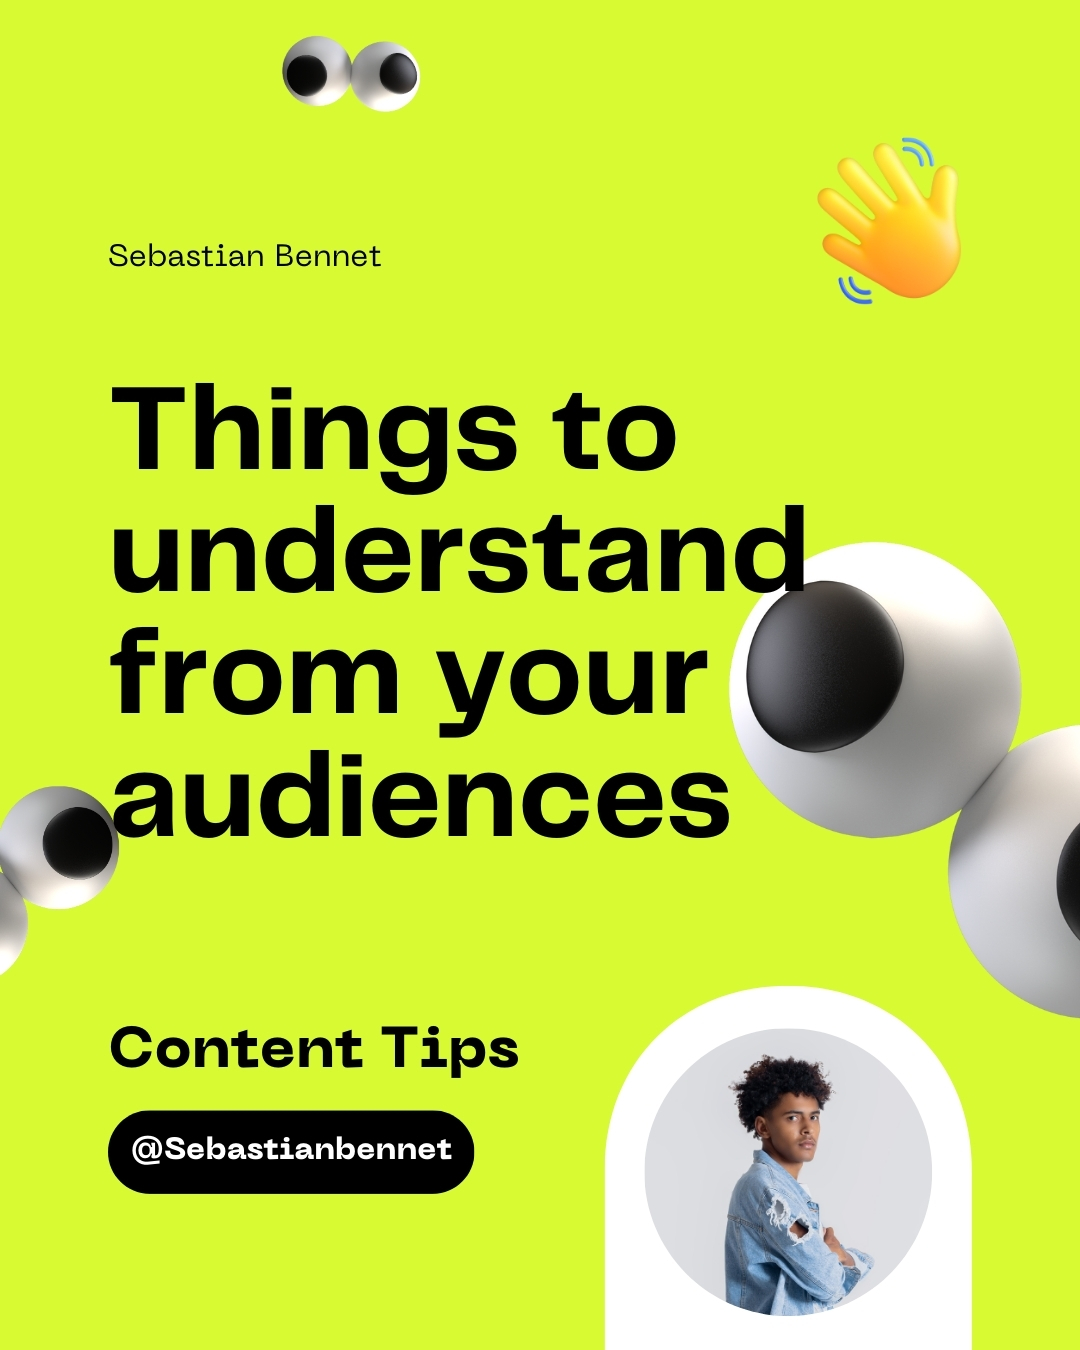 Sebastian Bennet
Things to
understand
from your
audiences
Content Tips
@Sebastianbennet